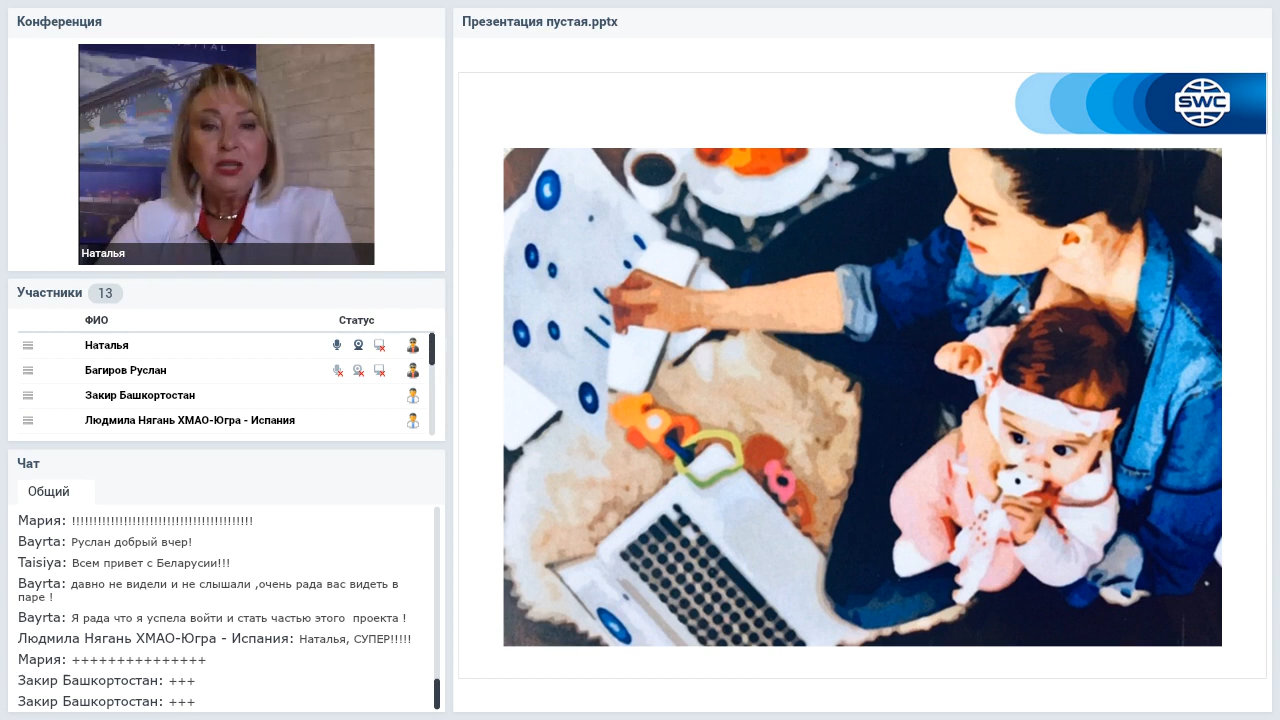 Конференция
TAL
Наталья
Участники 13
ФИО Статус
Наталья
Багиров Руслан
Закир Башкортостан
Людмила Нягань ХМАО-Югра - Испания
Чат
Общий
Мария: !!!!!!!!!!!!!!!!!!!!!!!!!!!!!!!!!!!!!!!!!!!
Bayrta: Руслан добрый вчер!
Taisiya: Всем привет с Беларусии!!!
Bayrta: давно не видели и не слышали ,очень рада вас видеть в
паре !
Bayrta: Я рада что я успела войти и стать частью этого  проекта !
Людмила Нягань ХМАО-Югра - Испания: Наталья, СУПЕР!!!!!
Мария: +++++++++++++++
Закир Башкортостан: +++
Закир Башкортостан: +++
Презентация пустая.pptx
SWC